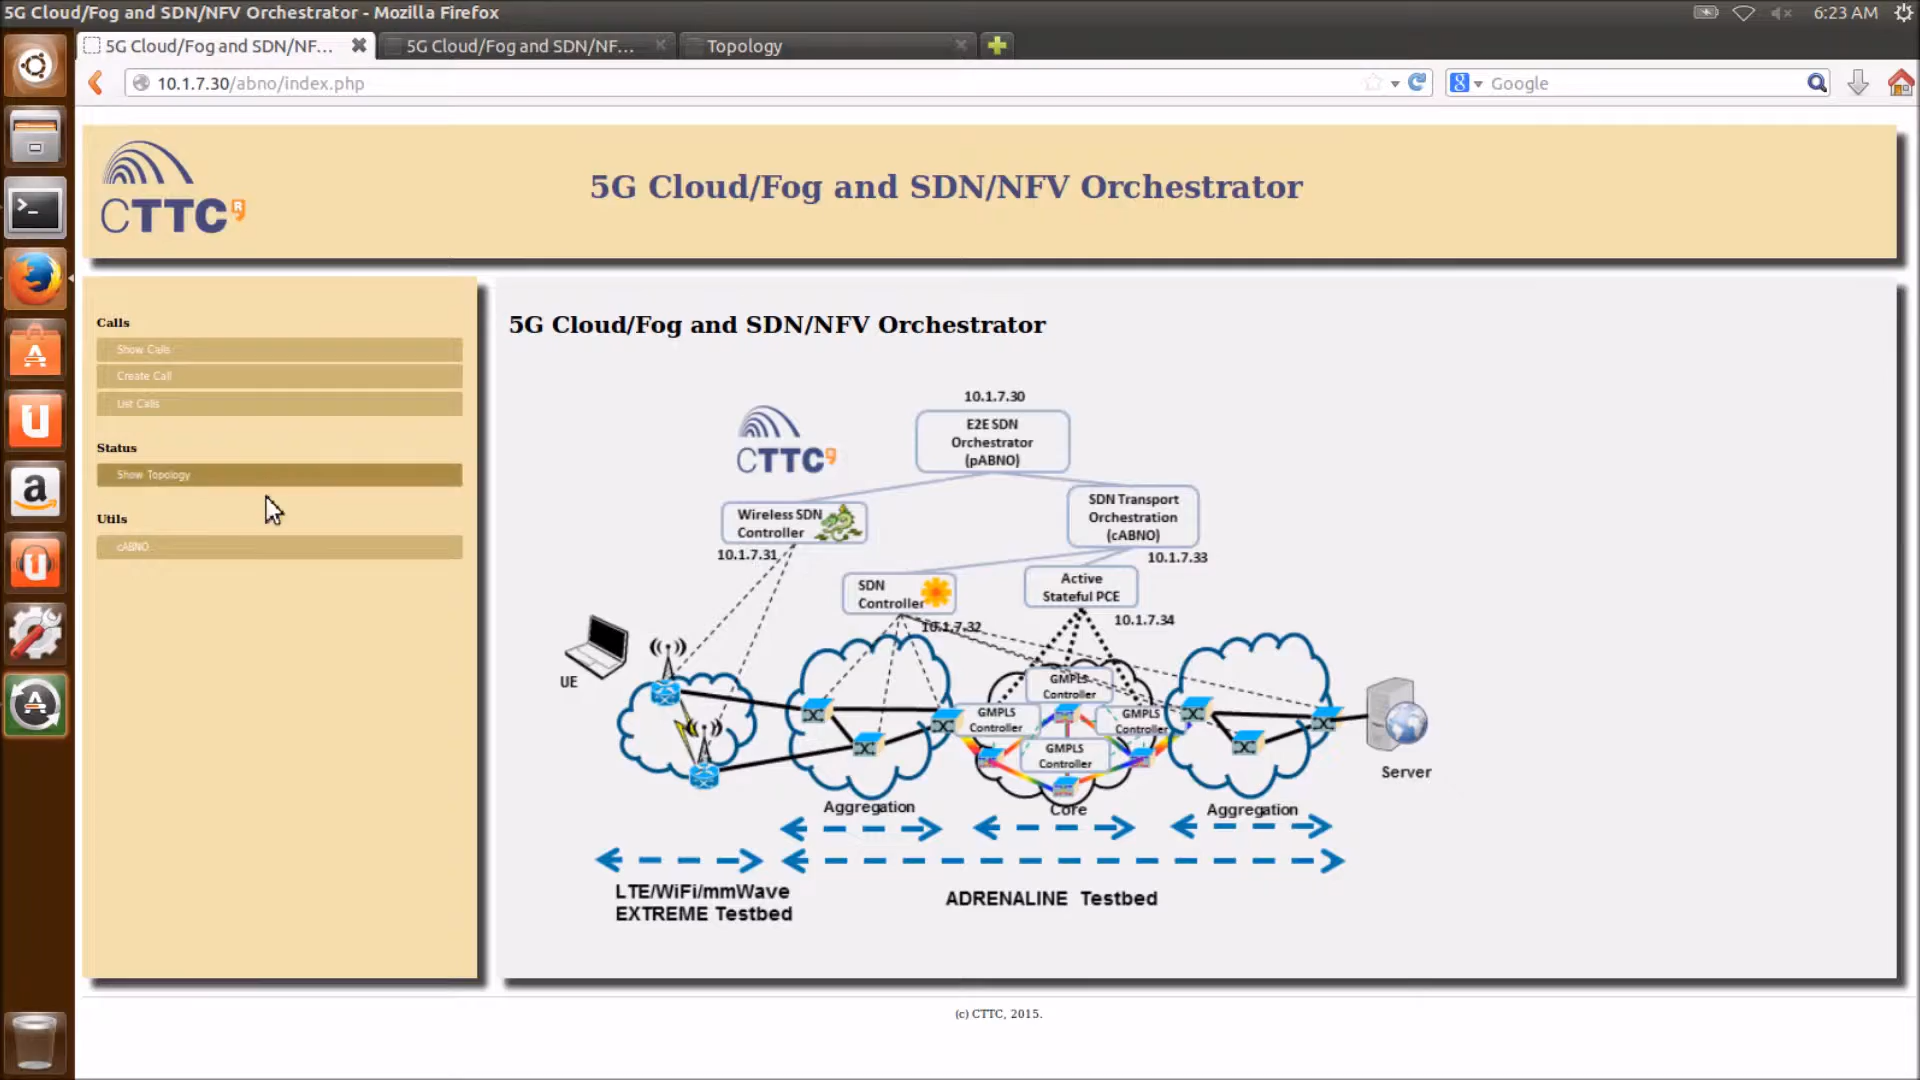 5G Cloud/Fog and SDN/NFV Orchestrator - Mozilla Firefox
6:23 AM
5G Cloud/Fog and SDN/NF...
5G Cloud/Fog and SDN/NF...
Topology
10.1.7.30/abno/index.php
Google
CTTC
5G Cloud/Fog and SDN/NFV Orchestrator
Calls
Show Calls
Create Call
List Calls
Status
Show Topology
Utils
cABNO
5G Cloud/Fog and SDN/NFV Orchestrator
10.1.7.30
CTTC
E2E SDN
Orchestrator
(pABNO)
Wireless SDN
Controller
10.1.7.31
SDN Transport
Orchestration
(cABNO)
10.1.7.33
SDN
Controller
10.1.7.32
Active
Stateful PCE
10.1.7.34
UE
GMPLS
Controller
GMPLS
Controller
GMPLS
Controller
GMPLS
Controller
Server
Aggregation
Core
Aggregation
LTE/WiFi/mmWave
EXTREME Testbed
ADRENALINE Testbed
(c) CTTC, 2015.